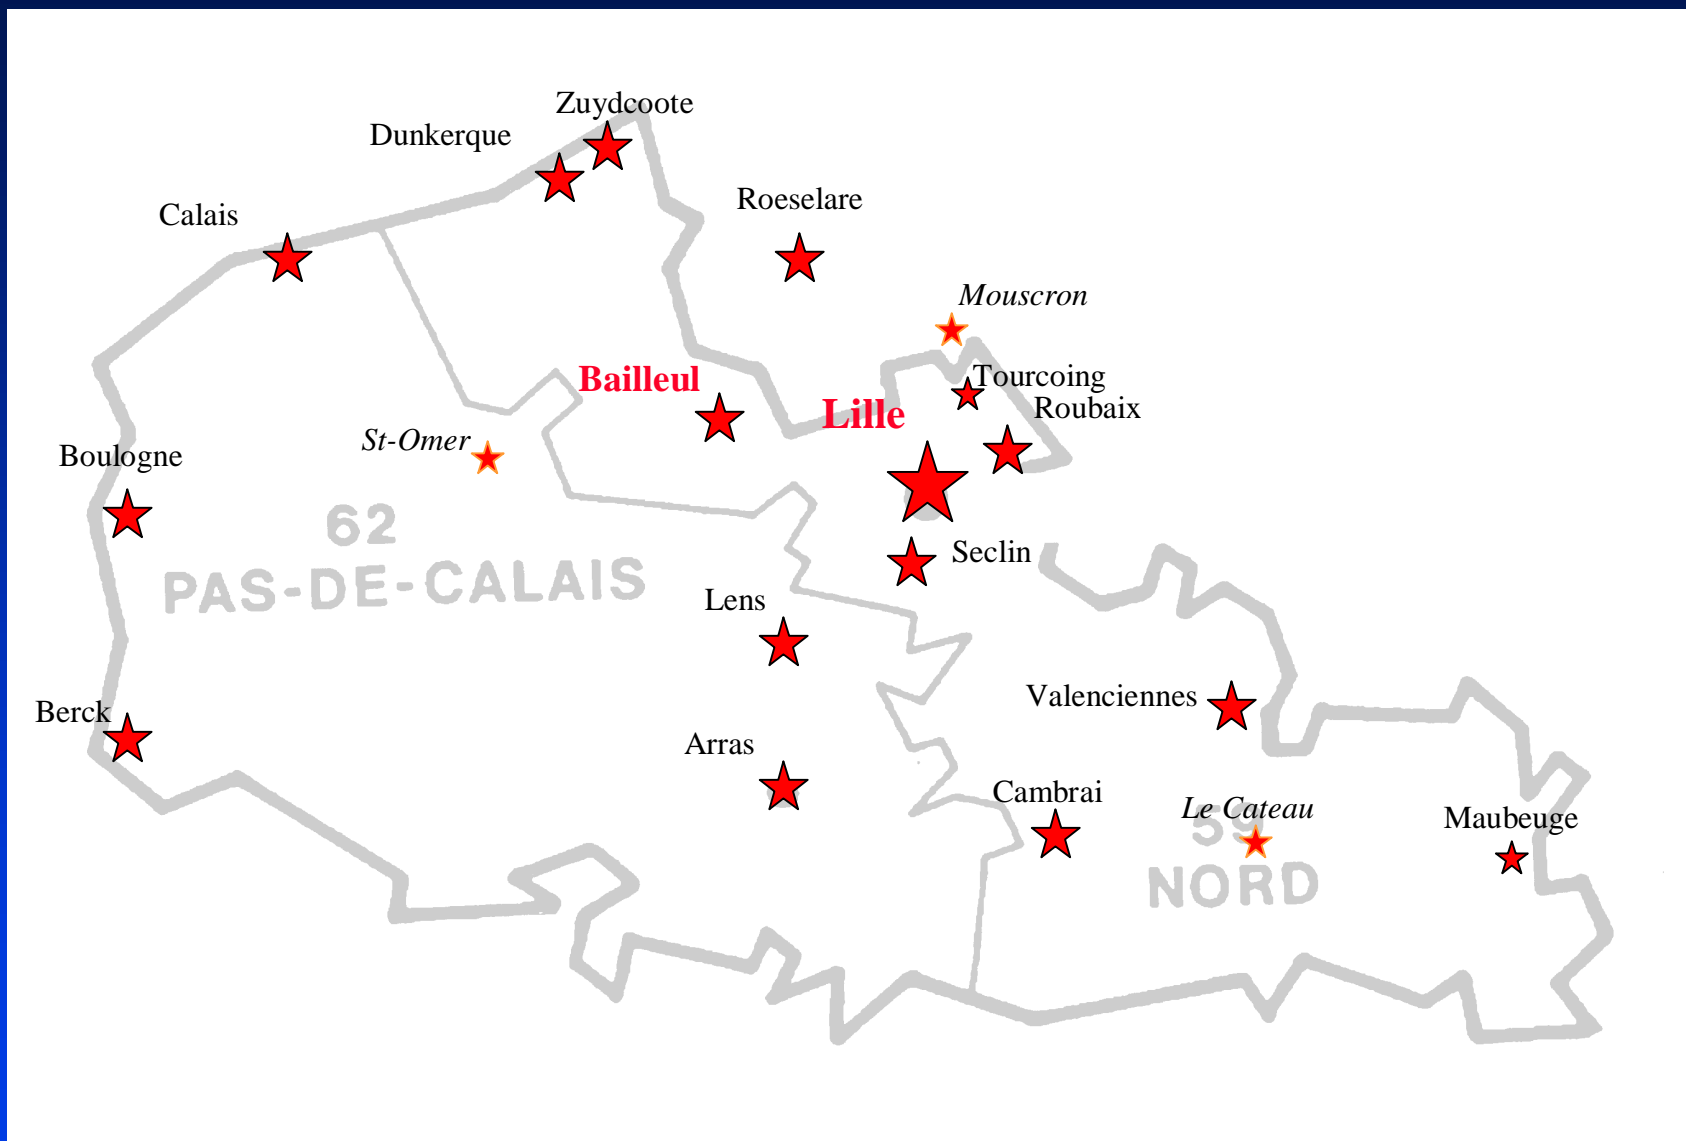 Zuydcoote
Dunkerque
Roeselare
Calais
Mouscron
Bailleul
Tourcoing
Lille
Roubaix
St-Omer
Boulogne
62
PAS-DE-CALAIS
Seclin
Lens
Valenciennes
Berck
Arras
Cambrai
Le Cateau
Maubeuge
59
NORD